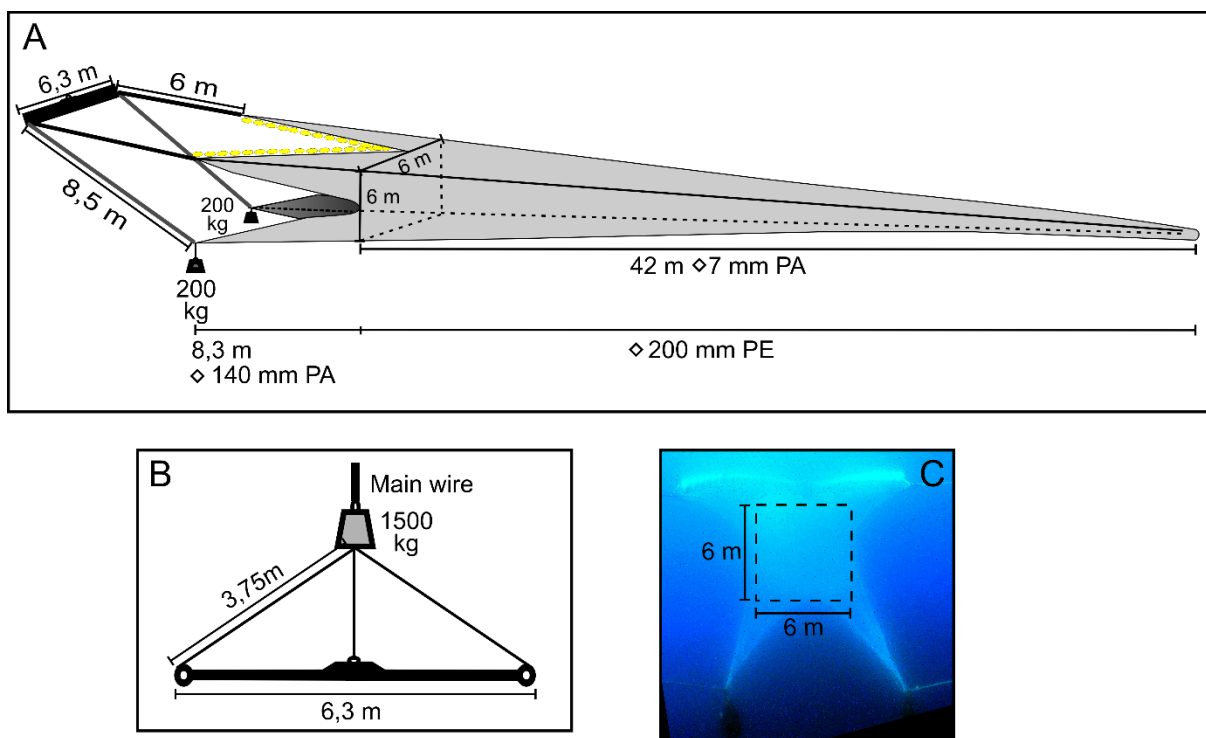 A
6,3 m
6 m
8,5 m
6 m
6 m
200
kg
200
kg
42 m ◇7 mm PA
8,3 m
◇ 140 mm PA
◇ 200 mm PE
B
Main wire
1500
kg
3,75m
6,3 m
C
6 m
6 m